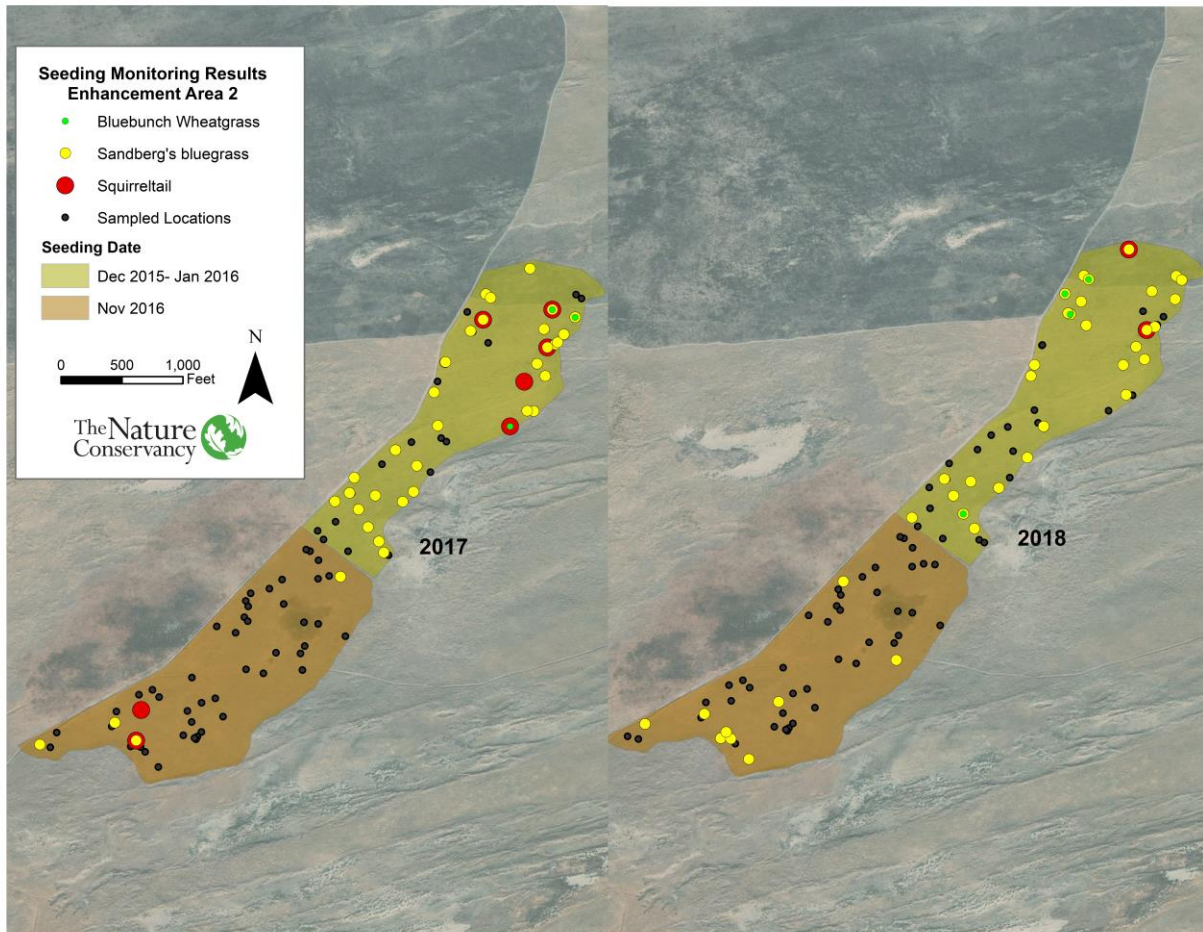 Seeding Monitoring Results
Enhancement Area 2
Bluebunch Wheatgrass
Sandberg's bluegrass
Squirreltail
Sampled Locations
Seeding Date
Dec 2015- Jan 2016
Nov 2016
N
0 500 1,000
Feet
The Nature
Conservancy
2017
2018